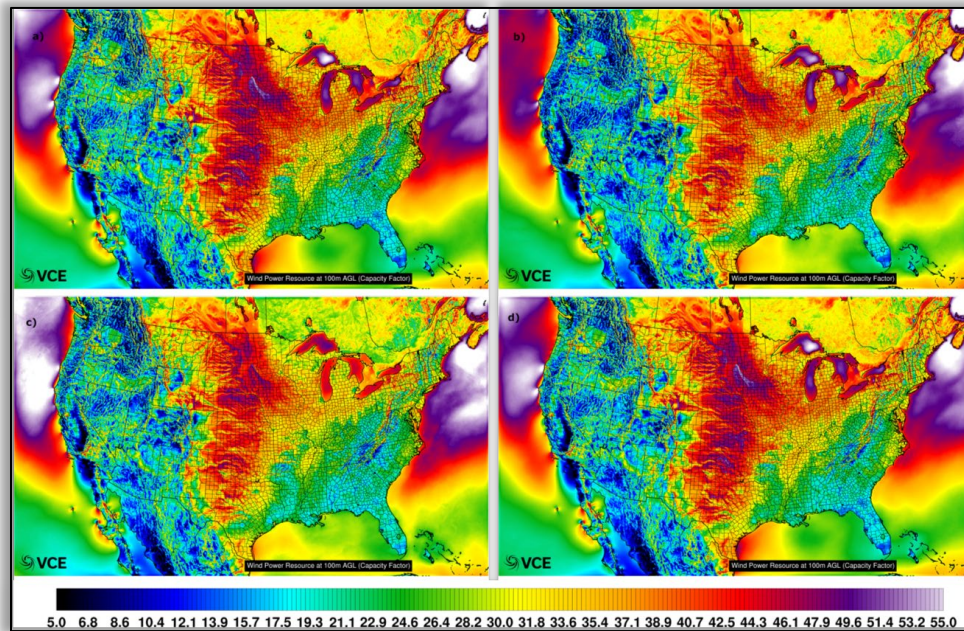 a)
b)
VCE
Wind Power Resource at 100m AGL (Capacity Factor)
Wind Power Resource at 100m AGL (Capacity Factor)
c)
d)
VCE
Wind Power Resource at 100m AGL (Capacity Factor)
VCE
Wind Power Resource at 100m AGL (Capacity Factor)
VCE
5.0 6.8 8.6 10.4 12.1 13.9 15.7 17.5 19.3 21.1 22.9 24.6 26.4 28.2 30.0 31.8 33.6 35.4 37.1 38.9 40.7 42.5 44.3 46.1 47.9 49.6 51.4 53.2 55.0